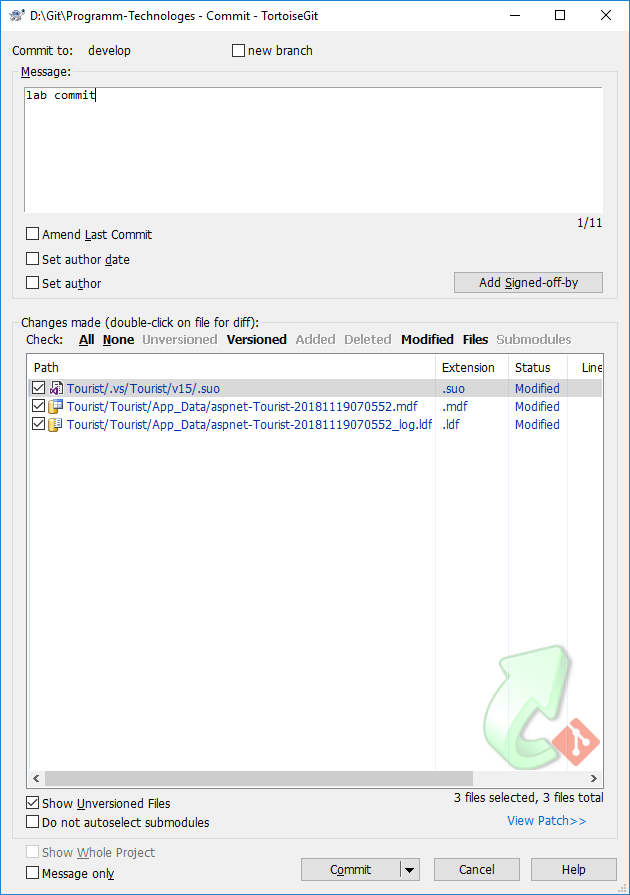 D:\Git\Programm-Technologes - Commit - TortoiseGit
Commit to: develop new branch
Message:
lab commit
1/11
Amend Last Commit
Set author date
Set author
Add Signed-off-by
Changes made (double-click on file for diff):
Check: All None Unversioned Versioned Added Deleted Modified Files Submodules
Path Extension Status Line
Tourist/.vs/Tourist/v15/.suo .suo Modified
Tourist/Tourist/App_Data/aspnet-Tourist-20181119070552.mdf .mdf Modified
Tourist/Tourist/App_Data/aspnet-Tourist-20181119070552_log.ldf .ldf Modified
Show Unversioned Files
3 files selected, 3 files total
Do not autoselect submodules
View Patch>>
Show Whole Project
Message only
Commit Cancel Help